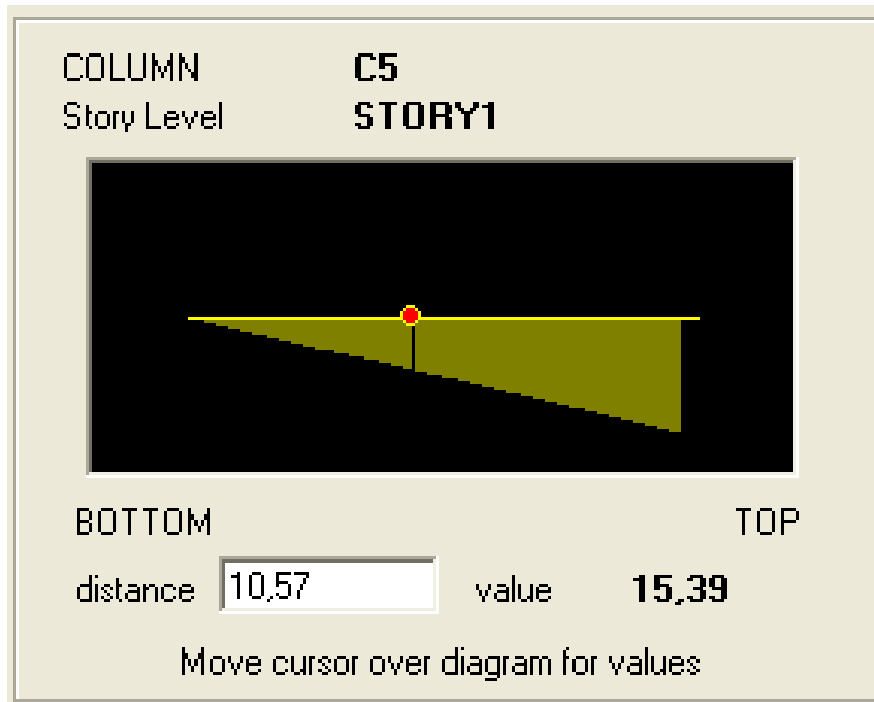 COLUMN C5
Story Level STORY1
BOTTOM TOP
distance 10,57 value 15,39
Move cursor over diagram for values